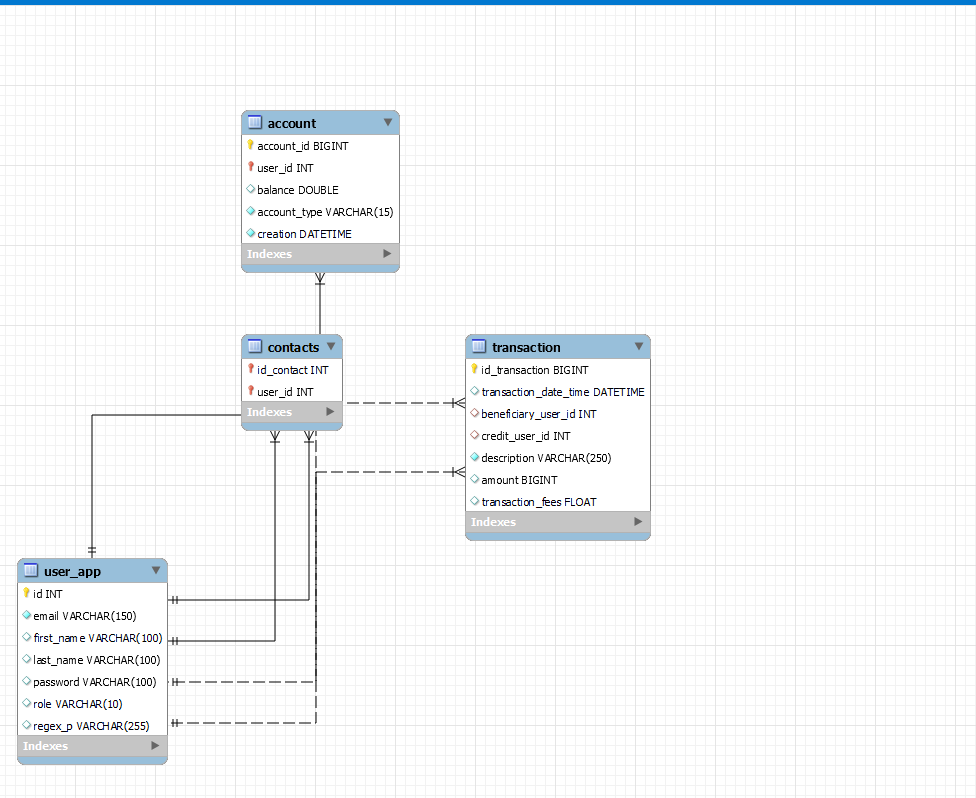 account
account_id BIGINT
user_id INT
balance DOUBLE
account_type VARCHAR(15)
creation DATETIME
Indexes
contacts
id_contact INT
user_id INT
Indexes
transaction
id_transaction BIGINT
transaction_date_time DATETIME
beneficiary_user_id INT
credit_user_id INT
description VARCHAR(250)
amount BIGINT
transaction_fees FLOAT
Indexes
user_app
id INT
email VARCHAR(150)
first_name VARCHAR(100)
last_name VARCHAR(100)
password VARCHAR(100)
role VARCHAR(10)
regex_p VARCHAR(255)
Indexes